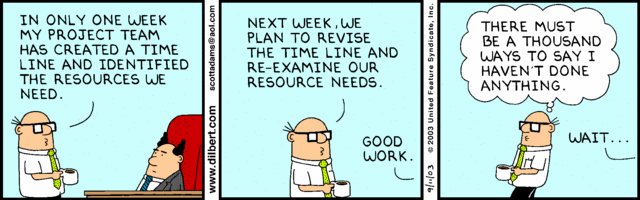 IN ONLY ONE WEEK
MY PROJECT TEAM
HAS CREATED A TIME
LINE AND IDENTIFIED
THE RESOURCES WE
NEED.
www.dilbert.com
scottadams@aol.com
NEXT WEEK, WE
PLAN TO REVISE
THE TIME LINE AND
RE-EXAMINE OUR
RESOURCE NEEDS.
GOOD
WORK.
9/11/03 © 2003 United Feature Syndicate, Inc.
THERE MUST
BE A THOUSAND
WAYS TO SAY I
HAVEN'T DONE
ANYTHING.
WAIT...